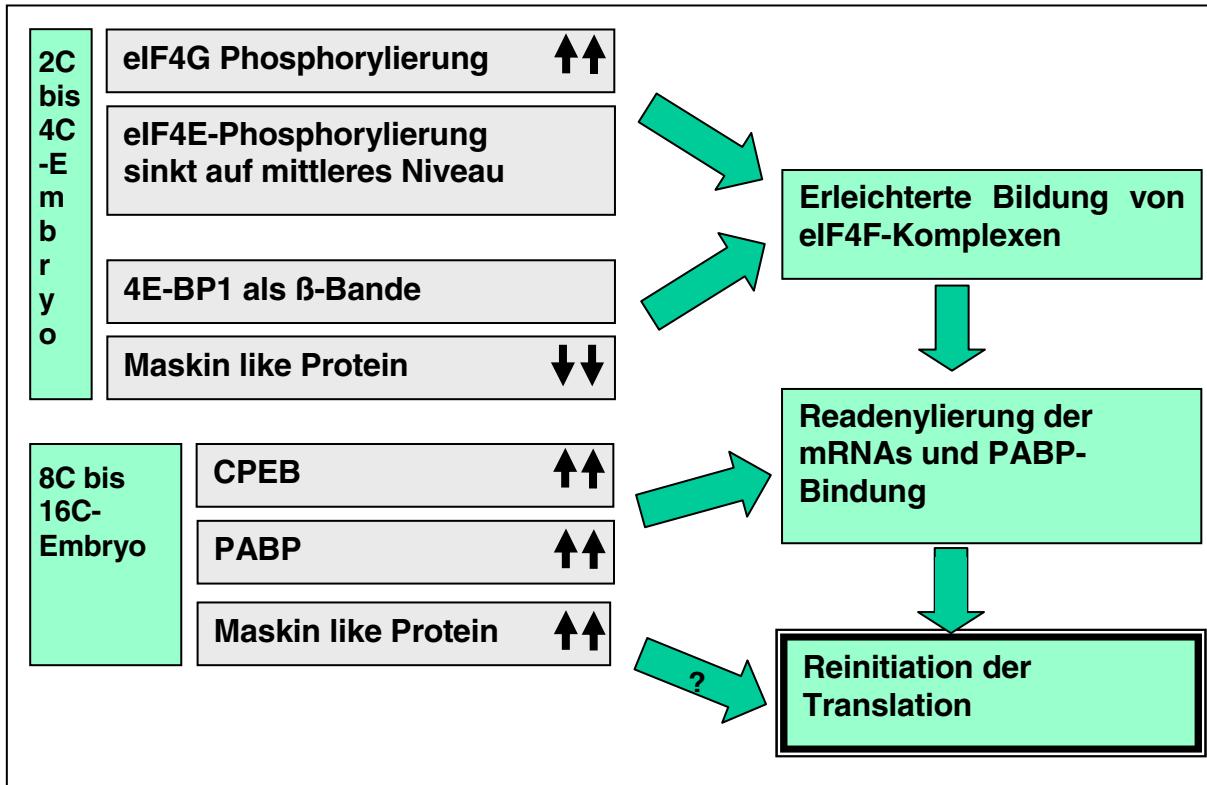 2C
bis
4C
-E
m
b
r
y
o
eIF4G Phosphorylierung
eIF4E-Phosphorylierung
sinkt auf mittleres Niveau
4E-BP1 als ß-Bande
Maskin like Protein
8C bis
16C-
Embryo
CPEB
PABP
Maskin like Protein
?
Erleichterte Bildung von
eIF4F-Komplexen
Readenylierung der
mRNAs und PABP-
Bindung
Reinitiation der
Translation